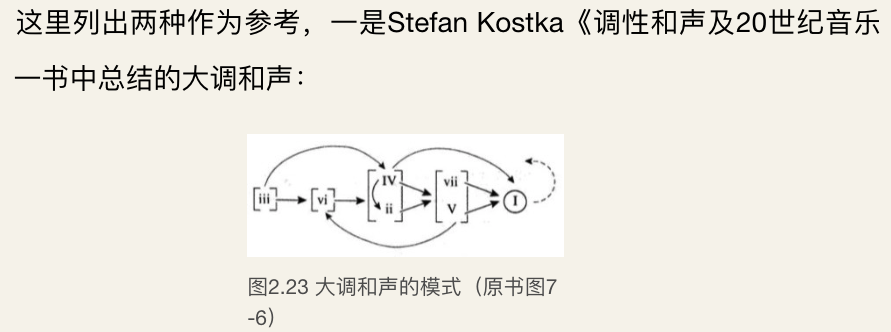 这里列出两种作为参考，一是Stefan Kostka《调性和声及20世纪音乐
一书中总结的大调和声：
IV vii
[iii] [vi] I
ii V
图2.23 大调和声的模式（原书图7
-6）